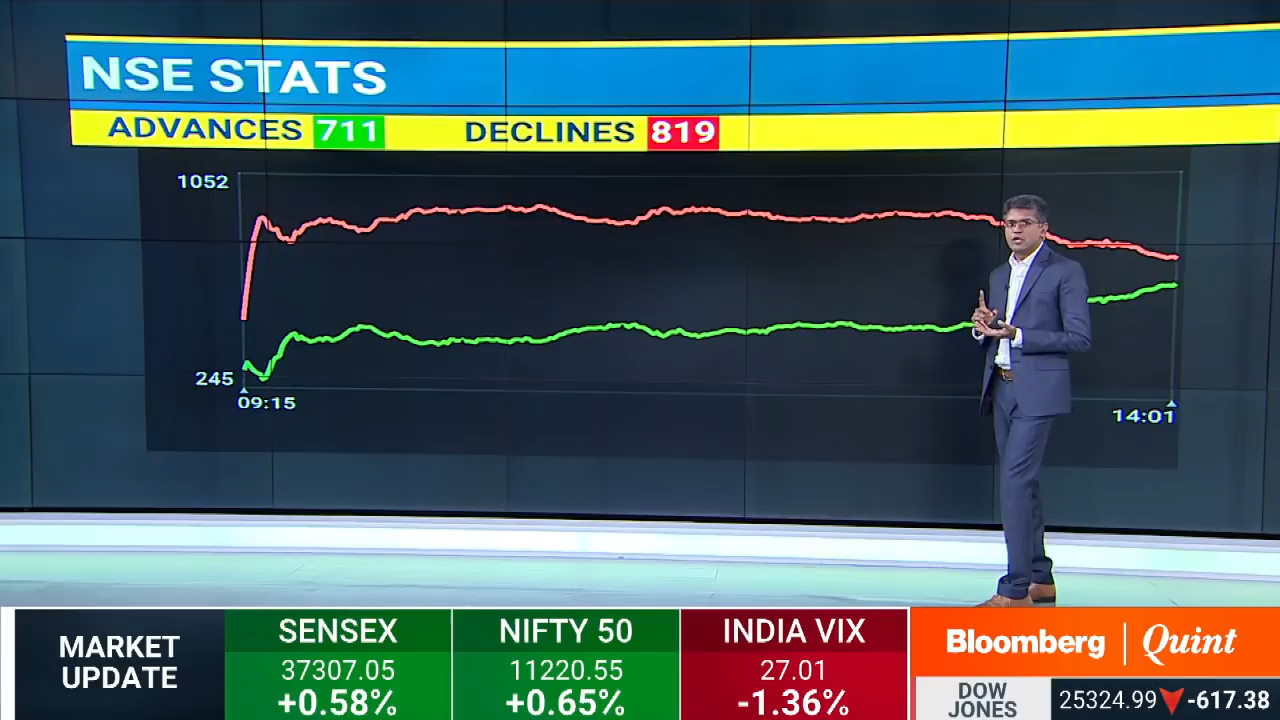 NSE STATS
ADVANCES 711 DECLINES 819
1052
245
09:15
14:01
MARKET UPDATE
SENSEX
37307.05
+0.58%
NIFTY 50
11220.55
+0.65%
INDIA VIX
27.01
-1.36%
Bloomberg | Quint
DOW JONES
25324.99 -617.38